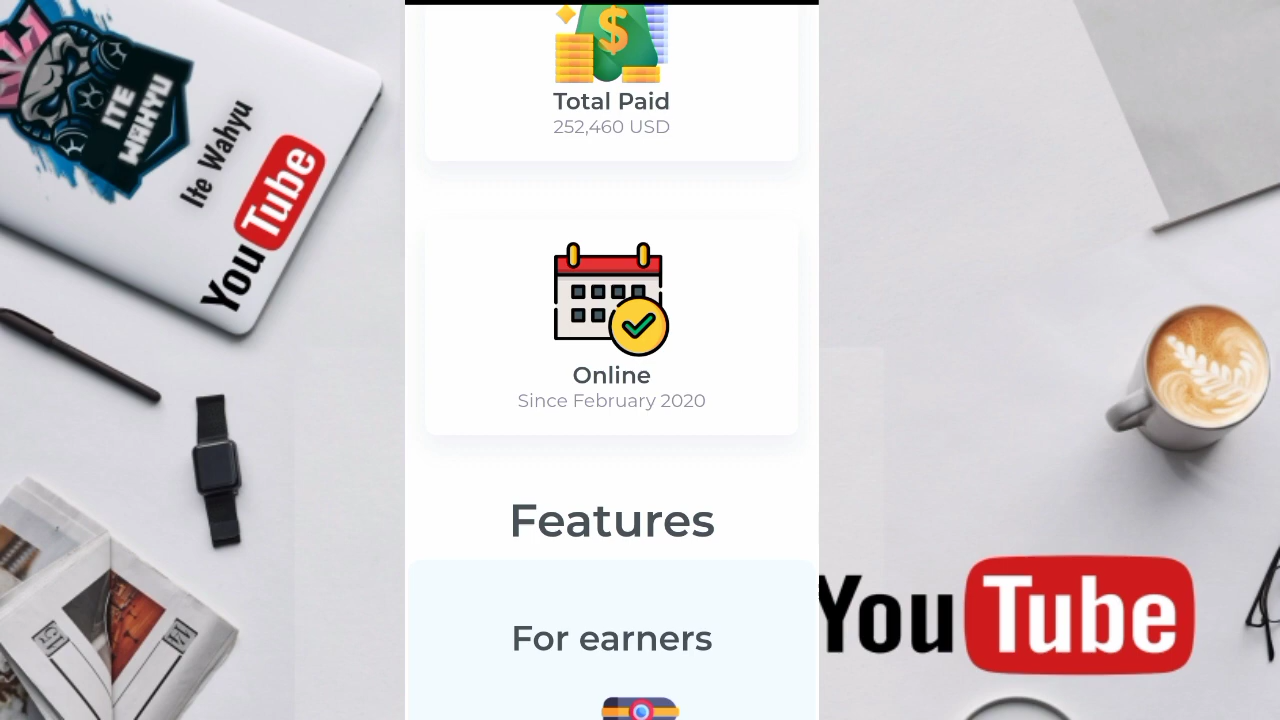 ITE
WAHYU
Ite Wahyu
YouTube
$
Total Paid
252,460 USD
Online
Since February 2020
Features
For earners
YouTube